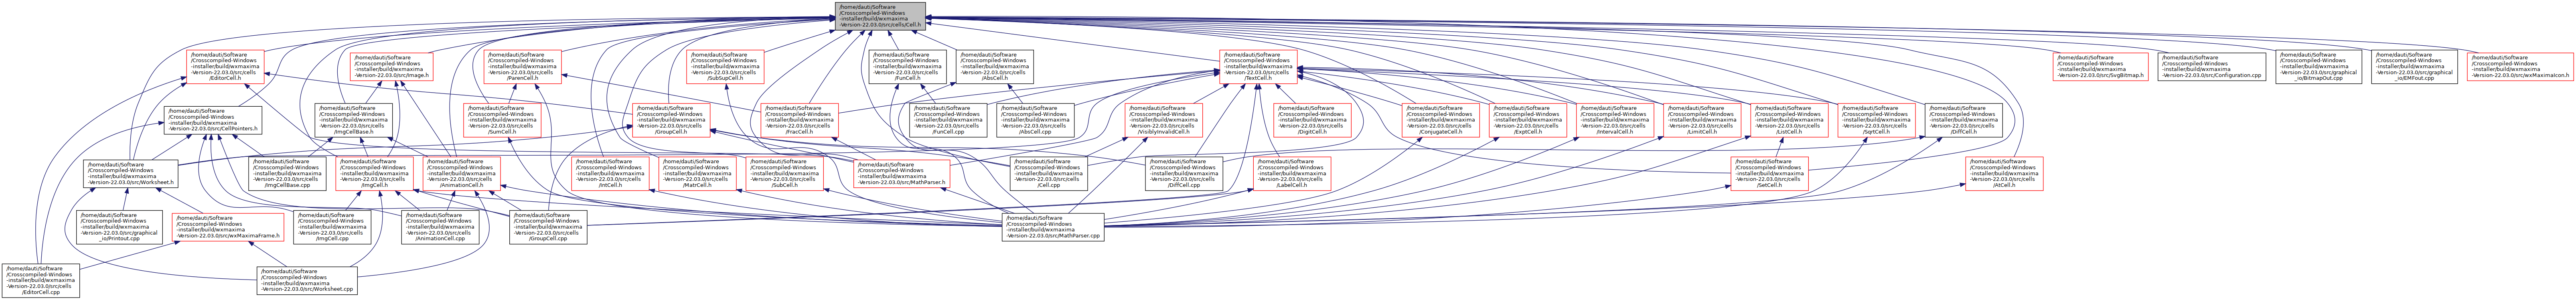 /home/dauti/Software
/Crosscompiled-Windows
-installer/build/wxmaxima
-Version-22.03.0/src/cells/Cell.h
/home/dauti/Software
/Crosscompiled-Windows
-installer/build/wxmaxima
-Version-22.03.0/src/cells
/EditorCell.h
/home/dauti/Software
/Crosscompiled-Windows
-installer/build/wxmaxima
-Version-22.03.0/src/Image.h
/home/dauti/Software
/Crosscompiled-Windows
-installer/build/wxmaxima
-Version-22.03.0/src/cells
/ParenCell.h
/home/dauti/Software
/Crosscompiled-Windows
-installer/build/wxmaxima
-Version-22.03.0/src/cells
/SubSupCell.h
/home/dauti/Software
/Crosscompiled-Windows
-installer/build/wxmaxima
-Version-22.03.0/src/cells
/FunCell.h
/home/dauti/Software
/Crosscompiled-Windows
-installer/build/wxmaxima
-Version-22.03.0/src/cells
/AbsCell.h
/home/dauti/Software
/Crosscompiled-Windows
-installer/build/wxmaxima
-Version-22.03.0/src/cells
/TextCell.h
/home/dauti/Software
/Crosscompiled-Windows
-installer/build/wxmaxima
-Version-22.03.0/src/SvgBitmap.h
/home/dauti/Software
/Crosscompiled-Windows
-installer/build/wxmaxima
-Version-22.03.0/src/Configuration.cpp
/home/dauti/Software
/Crosscompiled-Windows
-installer/build/wxmaxima
-Version-22.03.0/src/graphical
_io/BitmapOut.cpp
/home/dauti/Software
/Crosscompiled-Windows
-installer/build/wxmaxima
-Version-22.03.0/src/graphical
_io/EMFout.cpp
/home/dauti/Software
/Crosscompiled-Windows
-installer/build/wxmaxima
-Version-22.03.0/src/wxMaximaIcon.h
/home/dauti/Software
/Crosscompiled-Windows
-installer/build/wxmaxima
-Version-22.03.0/src/CellPointers.h
/home/dauti/Software
/Crosscompiled-Windows
-installer/build/wxmaxima
-Version-22.03.0/src/cells
/ImgCellBase.h
/home/dauti/Software
/Crosscompiled-Windows
-installer/build/wxmaxima
-Version-22.03.0/src/cells
/SumCell.h
/home/dauti/Software
/Crosscompiled-Windows
-installer/build/wxmaxima
-Version-22.03.0/src/cells
/GroupCell.h
/home/dauti/Software
/Crosscompiled-Windows
-installer/build/wxmaxima
-Version-22.03.0/src/cells
/FracCell.h
/home/dauti/Software
/Crosscompiled-Windows
-installer/build/wxmaxima
-Version-22.03.0/src/cells
/FunCell.cpp
/home/dauti/Software
/Crosscompiled-Windows
-installer/build/wxmaxima
-Version-22.03.0/src/cells
/AbsCell.cpp
/home/dauti/Software
/Crosscompiled-Windows
-installer/build/wxmaxima
-Version-22.03.0/src/cells
/VisiblyInvalidCell.h
/home/dauti/Software
/Crosscompiled-Windows
-installer/build/wxmaxima
-Version-22.03.0/src/cells
/DigitCell.h
/home/dauti/Software
/Crosscompiled-Windows
-installer/build/wxmaxima
-Version-22.03.0/src/cells
/ConjugateCell.h
/home/dauti/Software
/Crosscompiled-Windows
-installer/build/wxmaxima
-Version-22.03.0/src/cells
/ExptCell.h
/home/dauti/Software
/Crosscompiled-Windows
-installer/build/wxmaxima
-Version-22.03.0/src/cells
/IntervalCell.h
/home/dauti/Software
/Crosscompiled-Windows
-installer/build/wxmaxima
-Version-22.03.0/src/cells
/LimitCell.h
/home/dauti/Software
/Crosscompiled-Windows
-installer/build/wxmaxima
-Version-22.03.0/src/cells
/ListCell.h
/home/dauti/Software
/Crosscompiled-Windows
-installer/build/wxmaxima
-Version-22.03.0/src/cells
/SqrtCell.h
/home/dauti/Software
/Crosscompiled-Windows
-installer/build/wxmaxima
-Version-22.03.0/src/cells
/DiffCell.h
/home/dauti/Software
/Crosscompiled-Windows
-installer/build/wxmaxima
-Version-22.03.0/src/Worksheet.h
/home/dauti/Software
/Crosscompiled-Windows
-installer/build/wxmaxima
-Version-22.03.0/src/cells
/ImgCellBase.cpp
/home/dauti/Software
/Crosscompiled-Windows
-installer/build/wxmaxima
-Version-22.03.0/src/cells
/ImgCell.h
/home/dauti/Software
/Crosscompiled-Windows
-installer/build/wxmaxima
-Version-22.03.0/src/cells
/AnimationCell.h
/home/dauti/Software
/Crosscompiled-Windows
-installer/build/wxmaxima
-Version-22.03.0/src/cells
/IntCell.h
/home/dauti/Software
/Crosscompiled-Windows
-installer/build/wxmaxima
-Version-22.03.0/src/cells
/MatrCell.h
/home/dauti/Software
/Crosscompiled-Windows
-installer/build/wxmaxima
-Version-22.03.0/src/cells
/SubCell.h
/home/dauti/Software
/Crosscompiled-Windows
-installer/build/wxmaxima
-Version-22.03.0/src/MathParser.h
/home/dauti/Software
/Crosscompiled-Windows
-installer/build/wxmaxima
-Version-22.03.0/src/cells
/Cell.cpp
/home/dauti/Software
/Crosscompiled-Windows
-installer/build/wxmaxima
-Version-22.03.0/src/cells
/DiffCell.cpp
/home/dauti/Software
/Crosscompiled-Windows
-installer/build/wxmaxima
-Version-22.03.0/src/cells
/LabelCell.h
/home/dauti/Software
/Crosscompiled-Windows
-installer/build/wxmaxima
-Version-22.03.0/src/cells
/SetCell.h
/home/dauti/Software
/Crosscompiled-Windows
-installer/build/wxmaxima
-Version-22.03.0/src/cells
/AtCell.h
/home/dauti/Software
/Crosscompiled-Windows
-installer/build/wxmaxima
-Version-22.03.0/src/graphical
_io/Printout.cpp
/home/dauti/Software
/Crosscompiled-Windows
-installer/build/wxmaxima
-Version-22.03.0/src/wxMaximaFrame.h
/home/dauti/Software
/Crosscompiled-Windows
-installer/build/wxmaxima
-Version-22.03.0/src/cells
/ImgCell.cpp
/home/dauti/Software
/Crosscompiled-Windows
-installer/build/wxmaxima
-Version-22.03.0/src/cells
/AnimationCell.cpp
/home/dauti/Software
/Crosscompiled-Windows
-installer/build/wxmaxima
-Version-22.03.0/src/cells
/GroupCell.cpp
/home/dauti/Software
/Crosscompiled-Windows
-installer/build/wxmaxima
-Version-22.03.0/src/MathParser.cpp
/home/dauti/Software
/Crosscompiled-Windows
-installer/build/wxmaxima
-Version-22.03.0/src/cells
/EditorCell.cpp
/home/dauti/Software
/Crosscompiled-Windows
-installer/build/wxmaxima
-Version-22.03.0/src/Worksheet.cpp